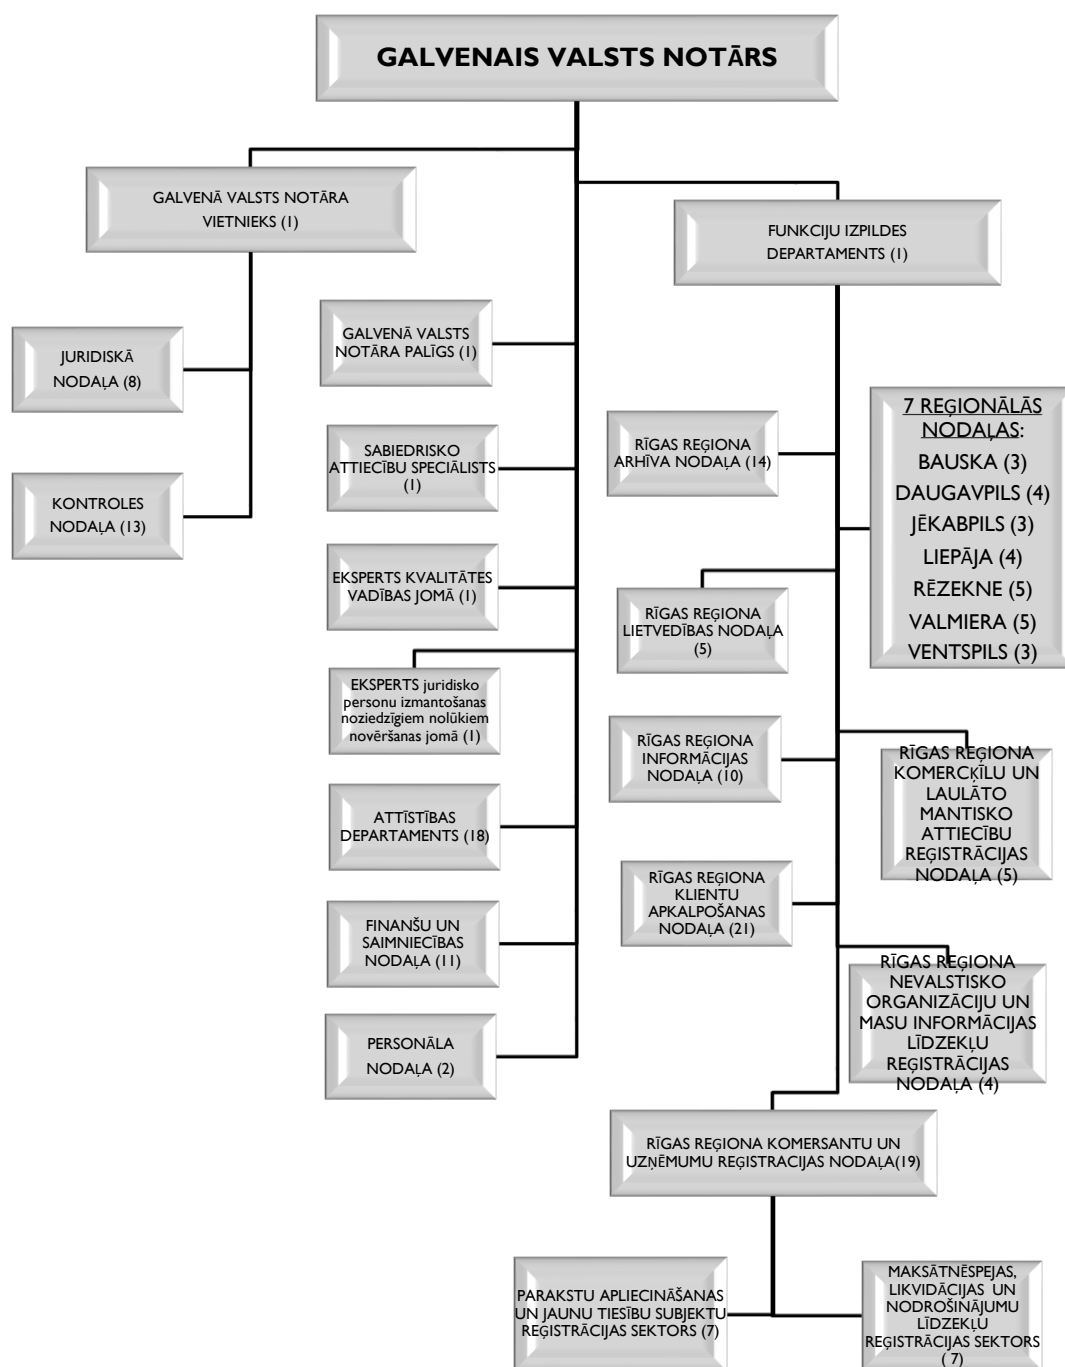 GALVENAIS VALSTS NOTĀRS
GALVENĀ VALSTS NOTĀRA
VIETNIEKS (1)
FUNKCIJU IZPILDES
DEPARTAMENTS (1)
JURIDISKĀ
NODAĻA (8)
KONTROLES
NODAĻA (13)
GALVENĀ VALSTS
NOTĀRA PALĪGS (1)
SABIEDRISKO
ATTIECĪBU SPECIĀLISTS
(1)
EKSPERTS KVALITĀTES
VADĪBAS JOMĀ (1)
EKSPERTS juridisko
personu izmantošanas
noziedzīgiem nolūkiem
novēršanas jomā (1)
ATTĪSTĪBAS
DEPARTAMENTS (18)
FINANŠU UN
SAIMNIECĪBAS
NODAĻA (11)
PERSONĀLA
NODAĻA (2)
RĪGAS REĢIONA
ARHĪVA NODAĻA (14)
RĪGAS REĢIONA
LIETVEDĪBAS NODAĻA
(5)
RĪGAS REĢIONA
INFORMĀCIJAS
NODAĻA (10)
RĪGAS REĢIONA
KLIENTU
APKALPOŠANAS
NODAĻA (21)
7 REĢIONĀLĀS
NODAĻAS:
BAUSKA (3)
DAUGAVPILS (4)
JĒKABPILS (3)
LIEPĀJA (4)
RĒZEKNE (5)
VALMIERA (5)
VENTSPILS (3)
RĪGAS REĢIONA
KOMERCĶĪLU UN
LAULĀTO
MANTISKO
ATTIECĪBU
REĢISTRĀCIJAS
NODAĻA (5)
RĪGAS REĢIONA
NEVALSTISKO
ORGANIZĀCIJU UN
MASU INFORMĀCIJAS
LĪDZEKĻU
REĢISTRĀCIJAS
NODAĻA (4)
RĪGAS REĢIONA KOMERSANTU UN
UZŅĒMUMU REĢISTRACIJAS NODAĻA(19)
PARAKSTU APLIECINĀŠANAS
UN JAUNU TIESĪBU SUBJEKTU
REĢISTRĀCIJAS SEKTORS (7)
MAKSĀTNĒSPEJAS,
LIKVIDĀCIJAS UN
NODROŠINĀJUMU
LĪDZEKĻU
REĢISTRĀCIJAS SEKTORS
( 7)